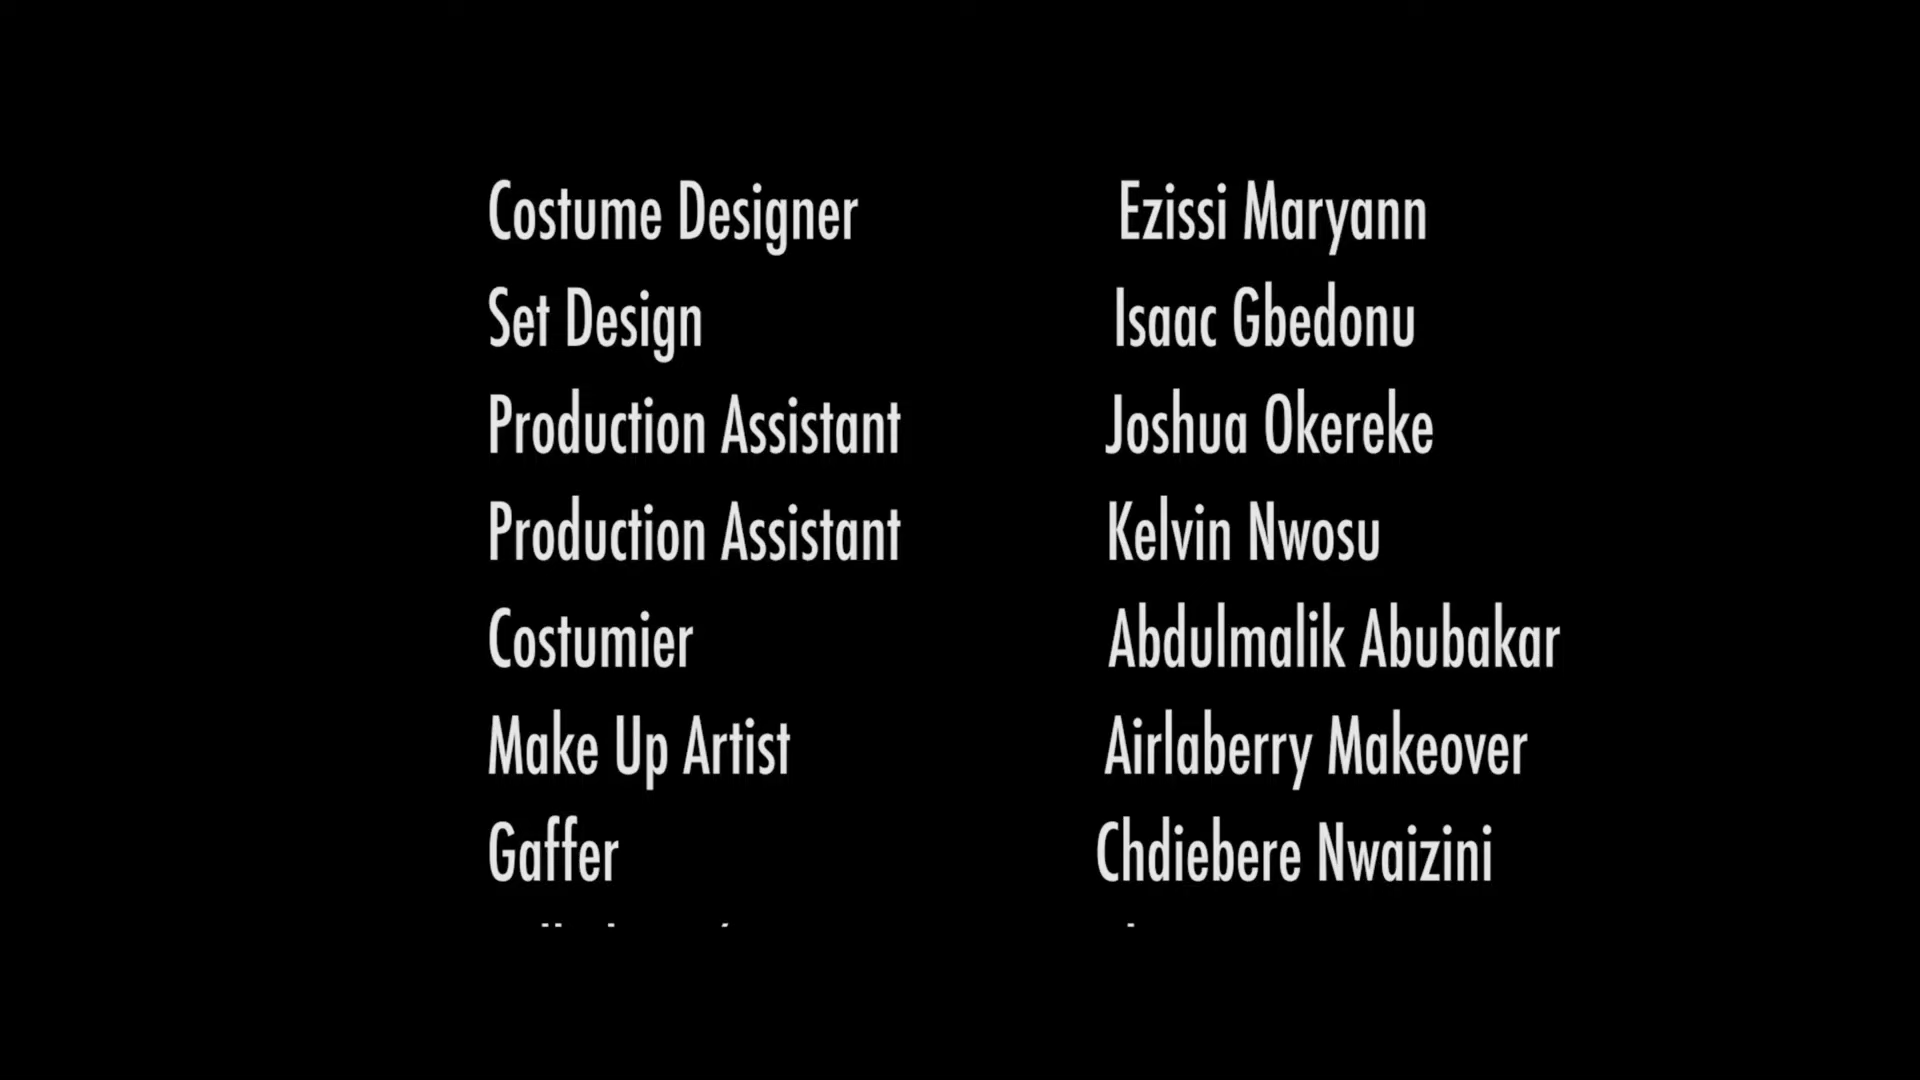 Costume Designer Ezissi Maryann
Set Design Isaac Gbedonu
Production Assistant Joshua Okereke
Production Assistant Kelvin Nwosu
Costumier Abdulmalik Abubakar
Make Up Artist Airlaberry Makeover
Gaffer Chdiebere Nwaizini